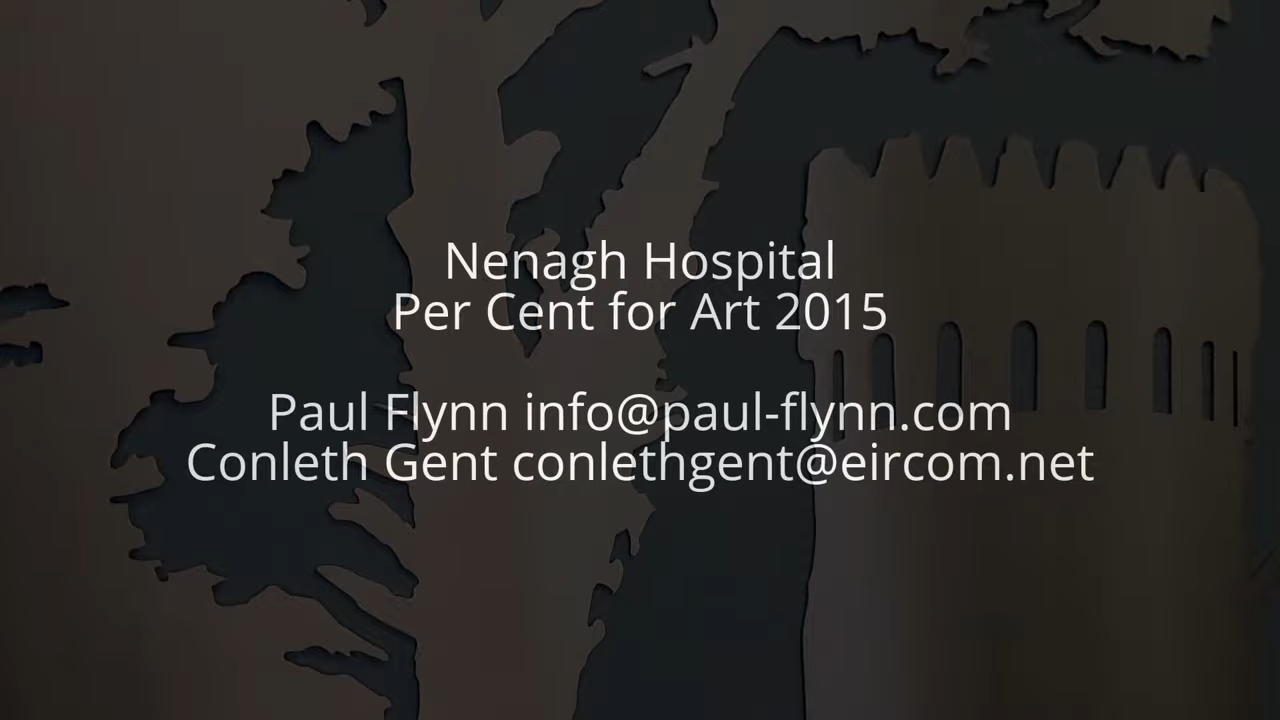 Nenagh Hospital
Per Cent for Art 2015
Paul Flynn info@paul-flynn.com
Conleth Gent conlethgent@eircom.net